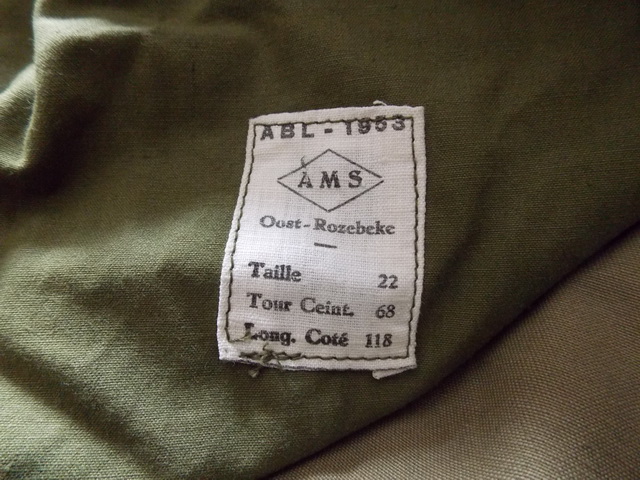 ABL - 1953
AMS
Oost-Rozebeke
Taille 22
Tour Ceint. 68
Long. Coté 118